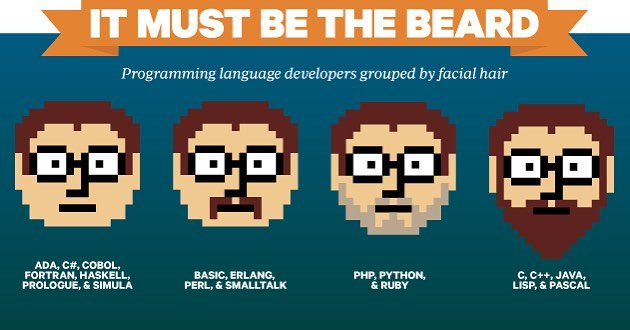 IT MUST BE THE BEARD
Programming language developers grouped by facial hair
ADA, C#, COBOL,
FORTRAN, HASKELL,
PROLOGUE, & SIMULA
BASIC, ERLANG,
PERL, & SMALLTALK
PHP, PYTHON,
& RUBY
C, C++, JAVA,
LISP, & PASCAL